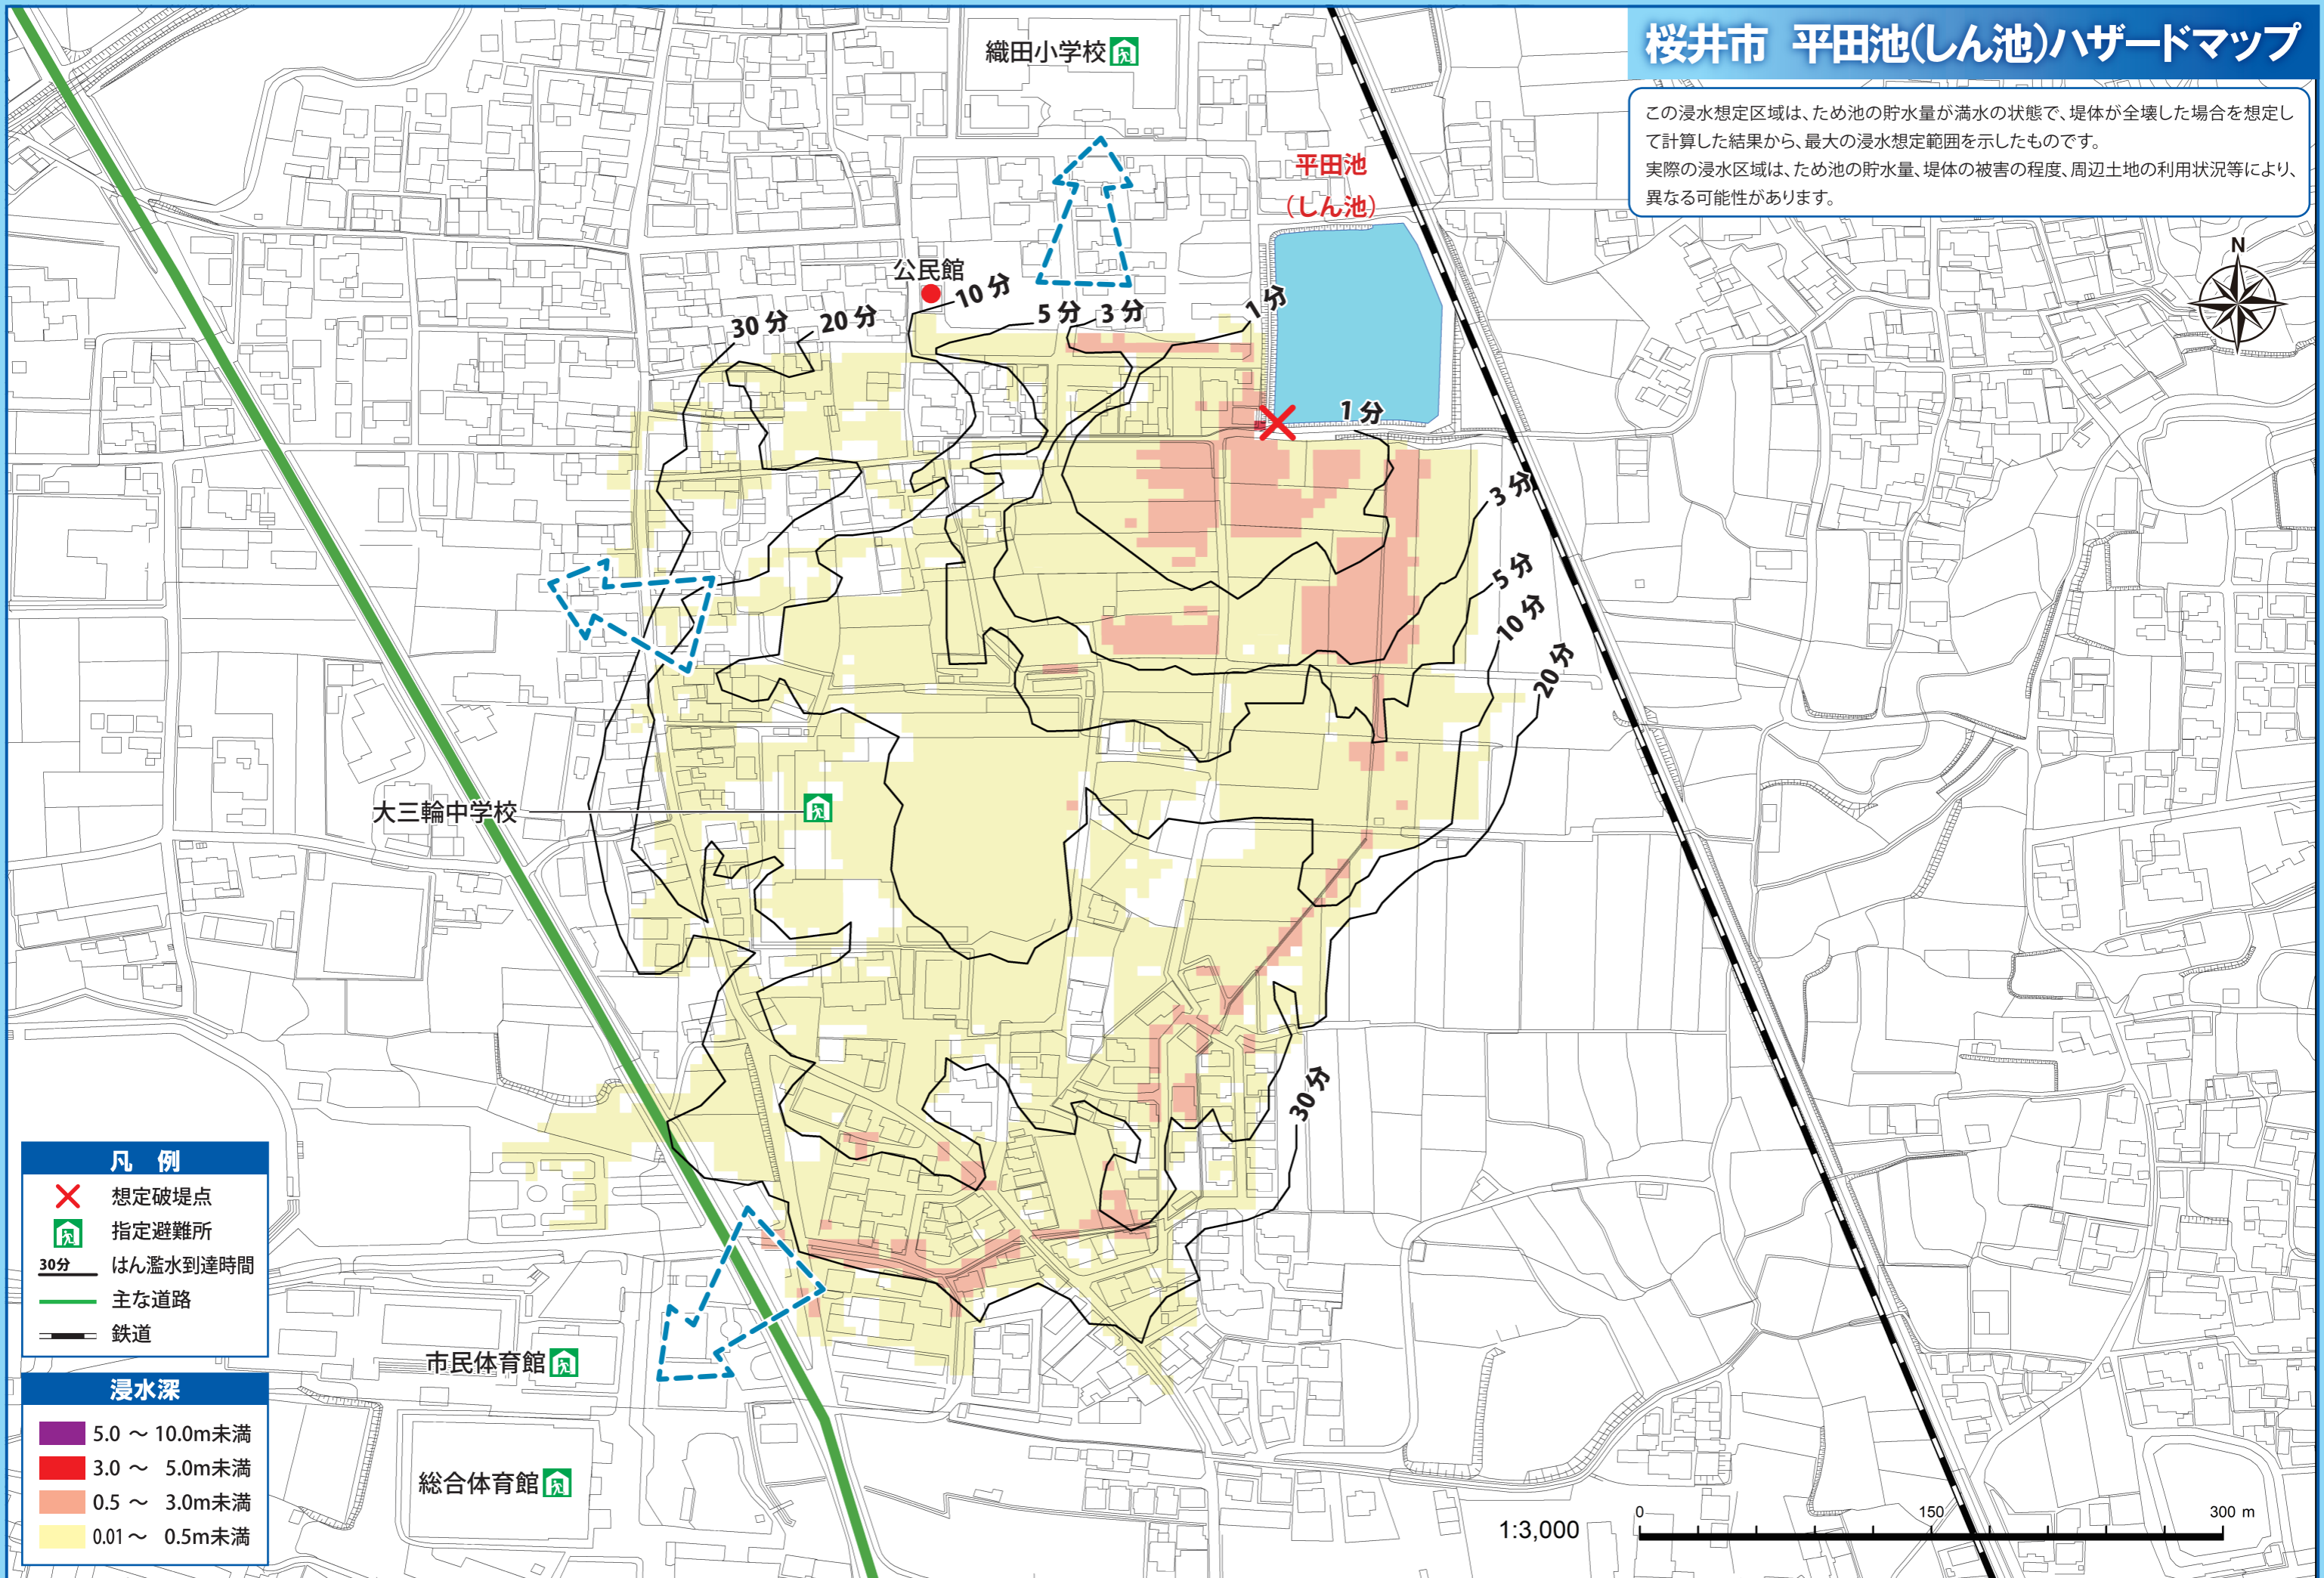 桜井市 平田池(しん池)ハザードマップ
この浸水想定区域は、ため池の貯水量が満水の状態で、堤体が全壊した場合を想定し
て計算した結果から、最大の浸水想定範囲を示したものです。
実際の浸水区域は、ため池の貯水量、堤体の被害の程度、周辺土地の利用状況等により、
異なる可能性があります。
織田小学校
平田池
(しん池)
N
公民館
10分
5分
3分
1分
30分
20分
1分
3分
5分
10分
20分
大三輪中学校
30分
凡 例
想定破堤点
指定避難所
30分 はん濫水到達時間
主な道路
鉄道
浸水深
5.0 ～ 10.0m未満
3.0 ～ 5.0m未満
0.5 ～ 3.0m未満
0.01 ～ 0.5m未満
市民体育館
総合体育館
1:3,000
0 150 300 m